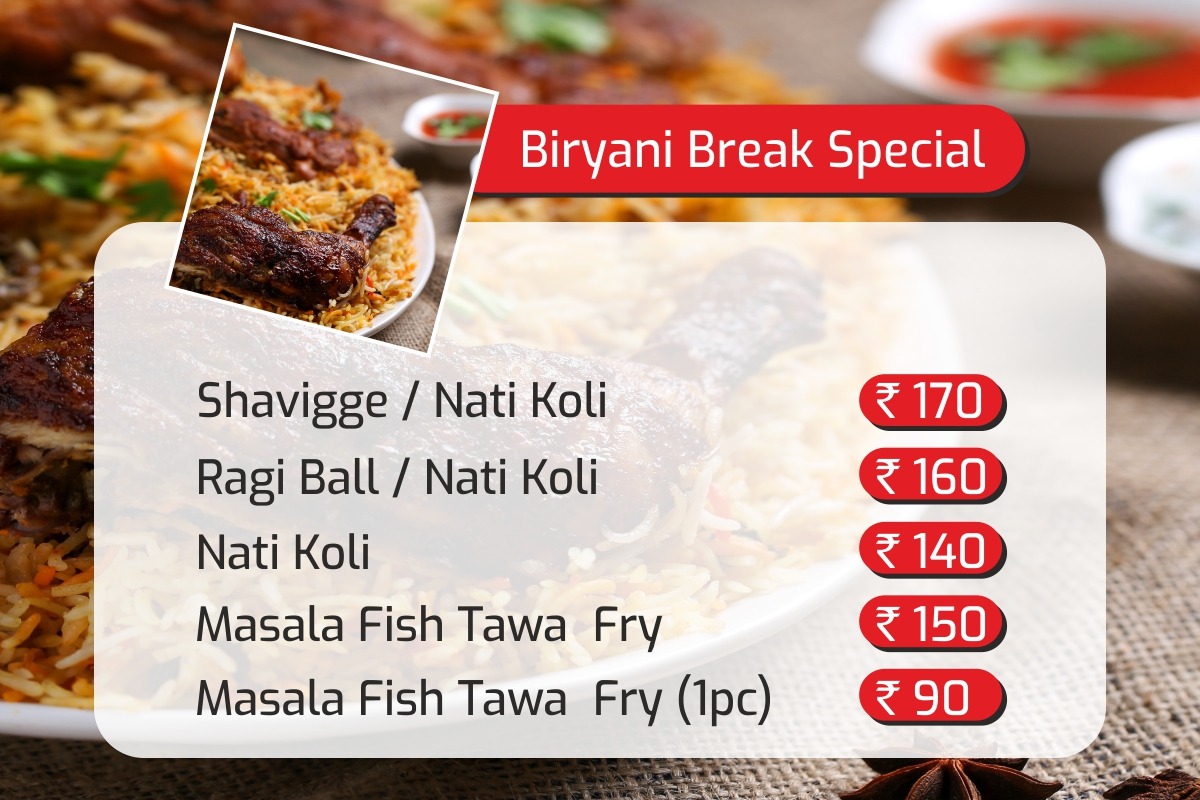 Biryani Break Special
Shavigge / Nati Koli ₹ 170
Ragi Ball / Nati Koli ₹ 160
Nati Koli ₹ 140
Masala Fish Tawa Fry ₹ 150
Masala Fish Tawa Fry (1pc) ₹ 90